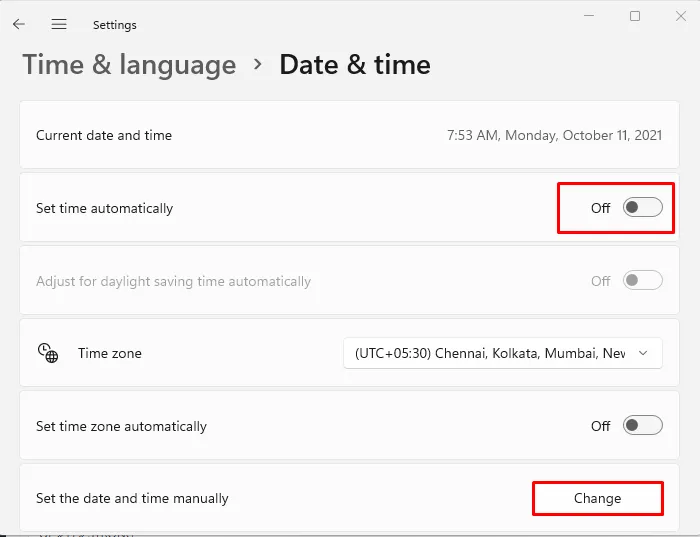 Settings
Time & language > Date & time
Current date and time 7:53 AM, Monday, October 11, 2021
Set time automatically Off
Adjust for daylight saving time automatically Off
Time zone (UTC+05:30) Chennai, Kolkata, Mumbai, New
Set time zone automatically Off
Set the date and time manually Change